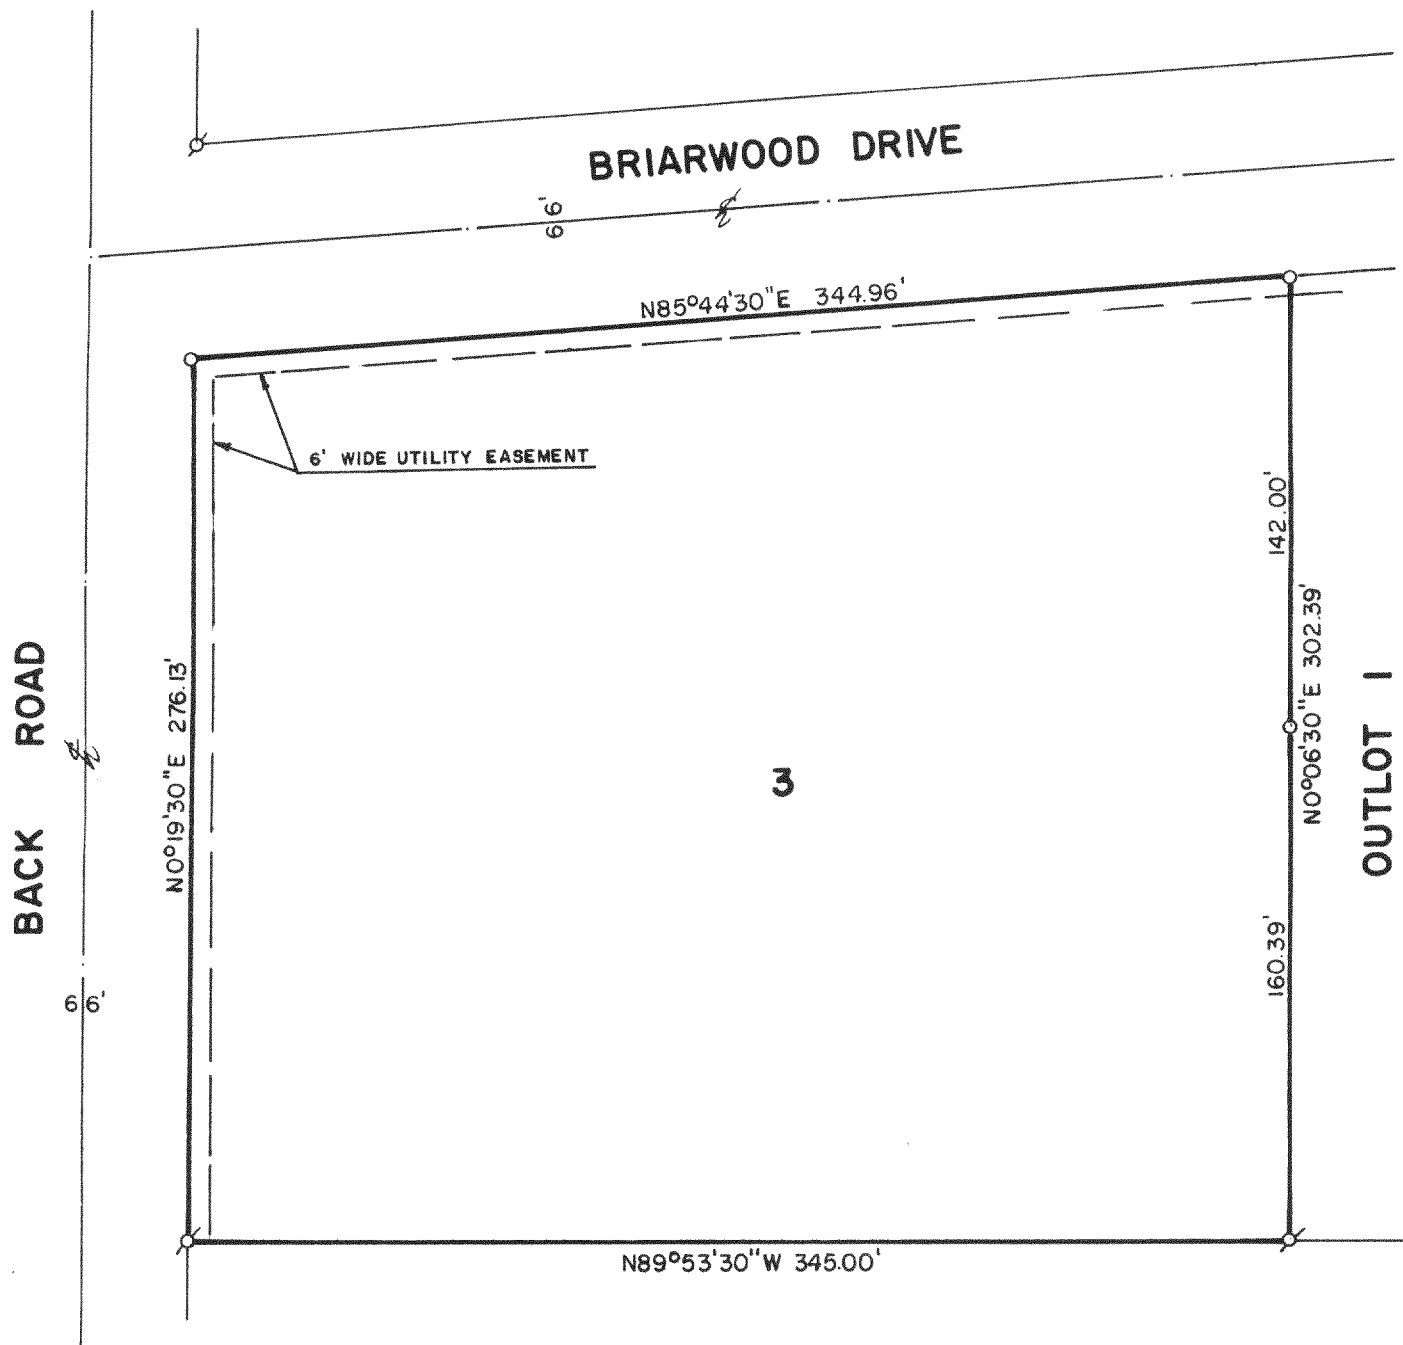 BRIARWOOD DRIVE
66'
N85°44'30"E 344.96'
6' WIDE UTILITY EASEMENT
142.00'
N0°06'30"E 302.39'
OUTLOT 1
N0°19'30"E 276.13'
BACK ROAD
3
160.39'
66'
N89°53'30"W 345.00'